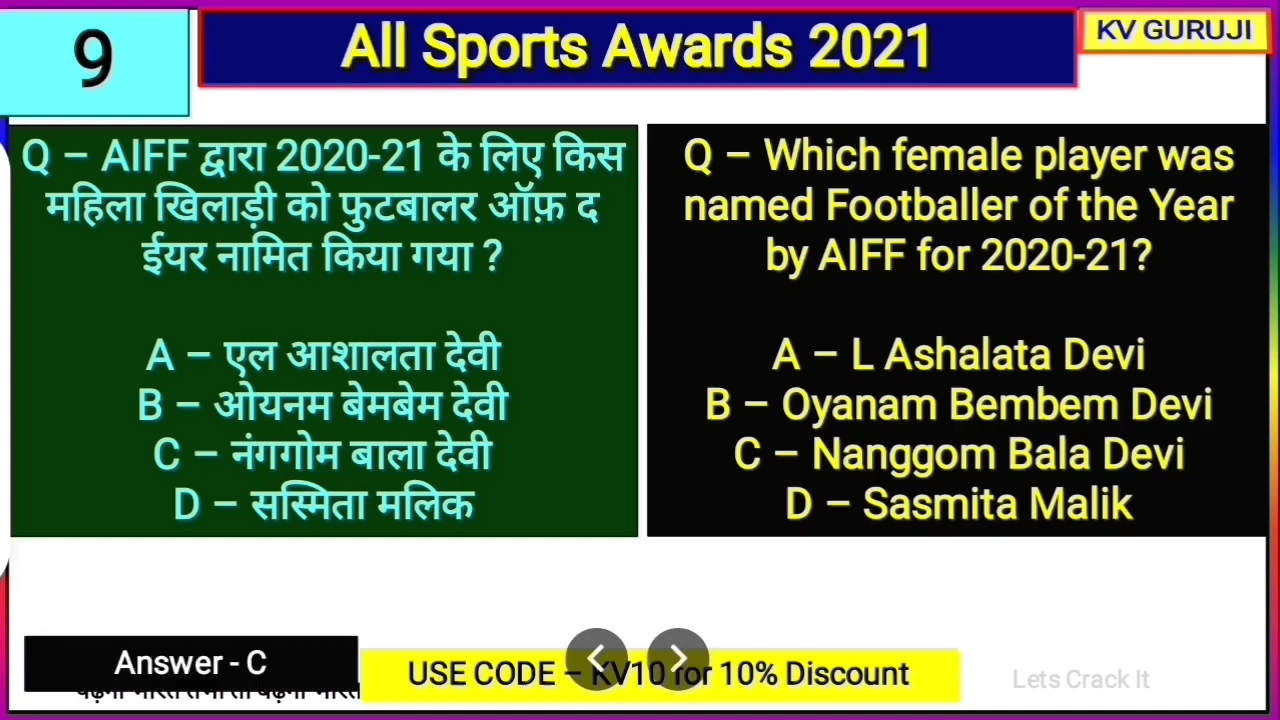 9
All Sports Awards 2021
KV GURUJI
Q – AIFF द्वारा 2020-21 के लिए किस
महिला खिलाड़ी को फुटबालर ऑफ़ द
ईयर नामित किया गया ?
A – एल आशालता देवी
B – ओयनम बेमबेम देवी
C – नंगगोम बाला देवी
D – सस्मिता मलिक
Q – Which female player was
named Footballer of the Year
by AIFF for 2020-21?
A – L Ashalata Devi
B – Oyanam Bembem Devi
C – Nanggom Bala Devi
D – Sasmita Malik
Answer - C
USE CODE – KV10 for 10% Discount
Lets Crack It